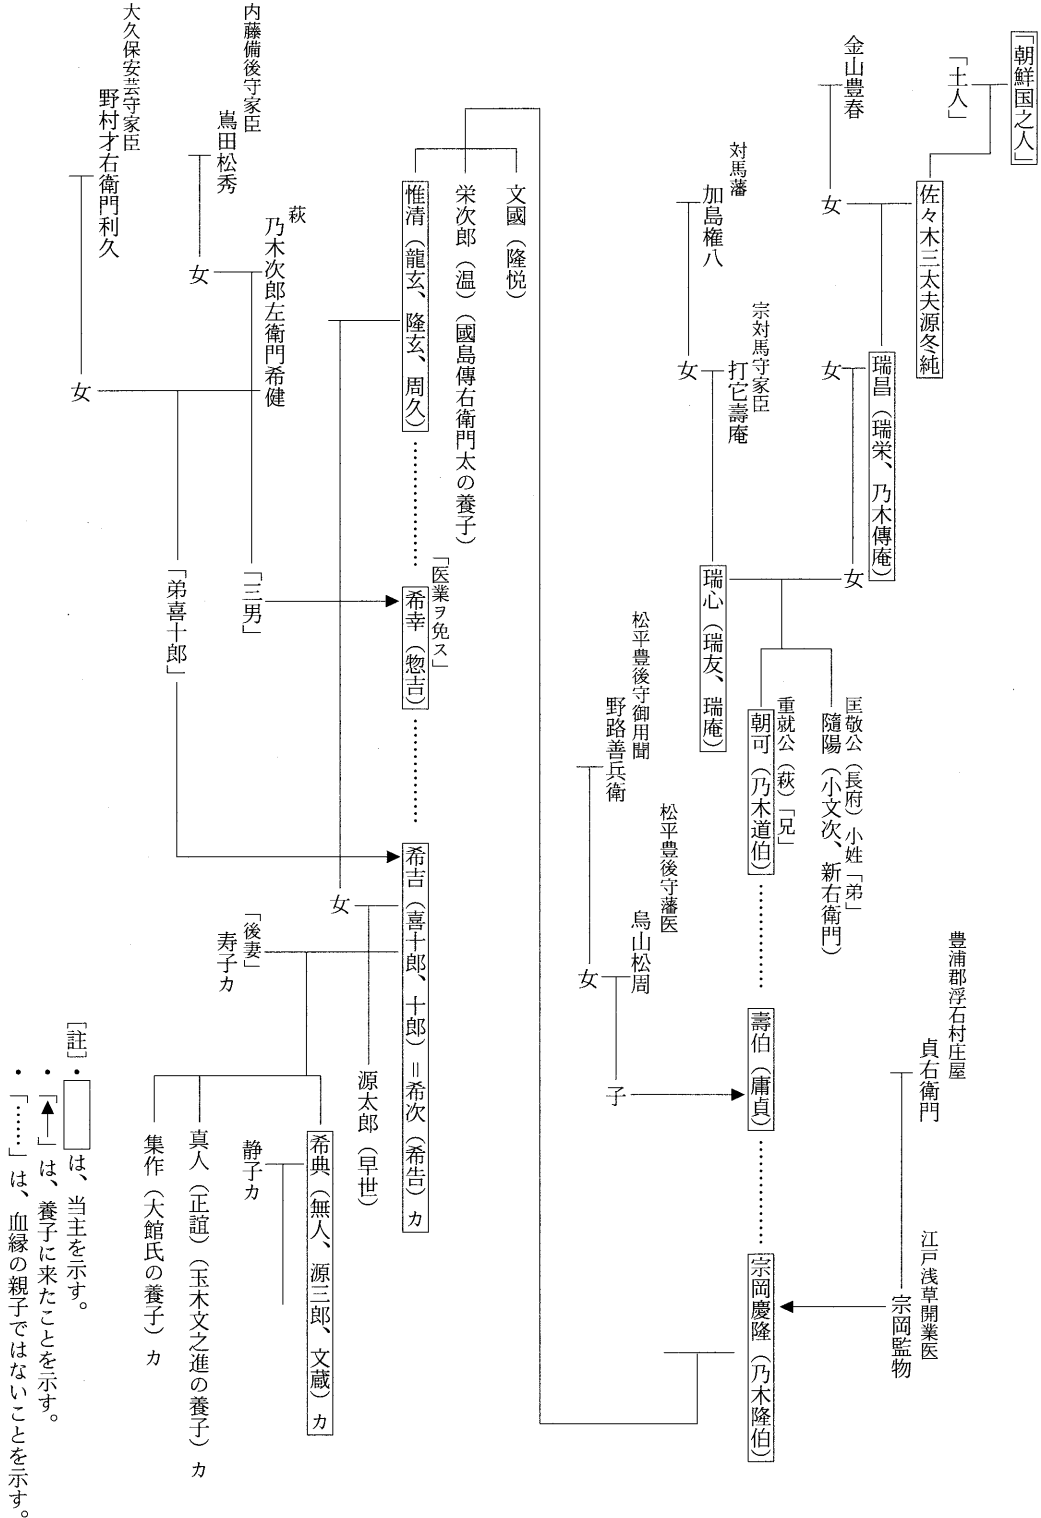 「朝鮮国之人」
「土人」
佐々木三太夫源冬純
金山豊春
女
瑞昌（瑞栄、乃木傳庵）
女
女
豊浦郡浮石村庄屋
貞右衛門
江戸浅草開業医
宗岡監物
匡敬公（長府）小姓「弟」
隨陽（小文次、新右衛門）
重就公（萩）「兄」
朝可（乃木道伯）
壽伯（庸貞）
宗岡慶隆（乃木隆伯）
宗対馬守家臣
打它壽庵
対馬藩
加島権八
女
瑞心（瑞友、瑞庵）
松平豊後守藩医
烏山松周
松平豊後守御用聞
野路善兵衛
女
子
文國（隆悦）
栄次郎（温）（國島傳右衛門太の養子）
惟清（龍玄、隆玄、周久）
「医業ヲ免ス」
希幸（惣吉）
希吉（喜十郎、十郎）＝希次（希告）カ
女
源太郎（早世）
萩
乃木次郎左衛門希健
内藤備後守家臣
嶌田松秀
女
「三男」
大久保安芸守家臣
野村才右衛門利久
女
「弟喜十郎」
「後妻」
寿子カ
希典（無人、源三郎、文蔵）カ
静子カ
真人（正誼）（玉木文之進の養子）カ
集作（大館氏の養子）カ
［註］・　　は、当主を示す。
・「←」は、養子に来たことを示す。
・「……」は、血縁の親子ではないことを示す。